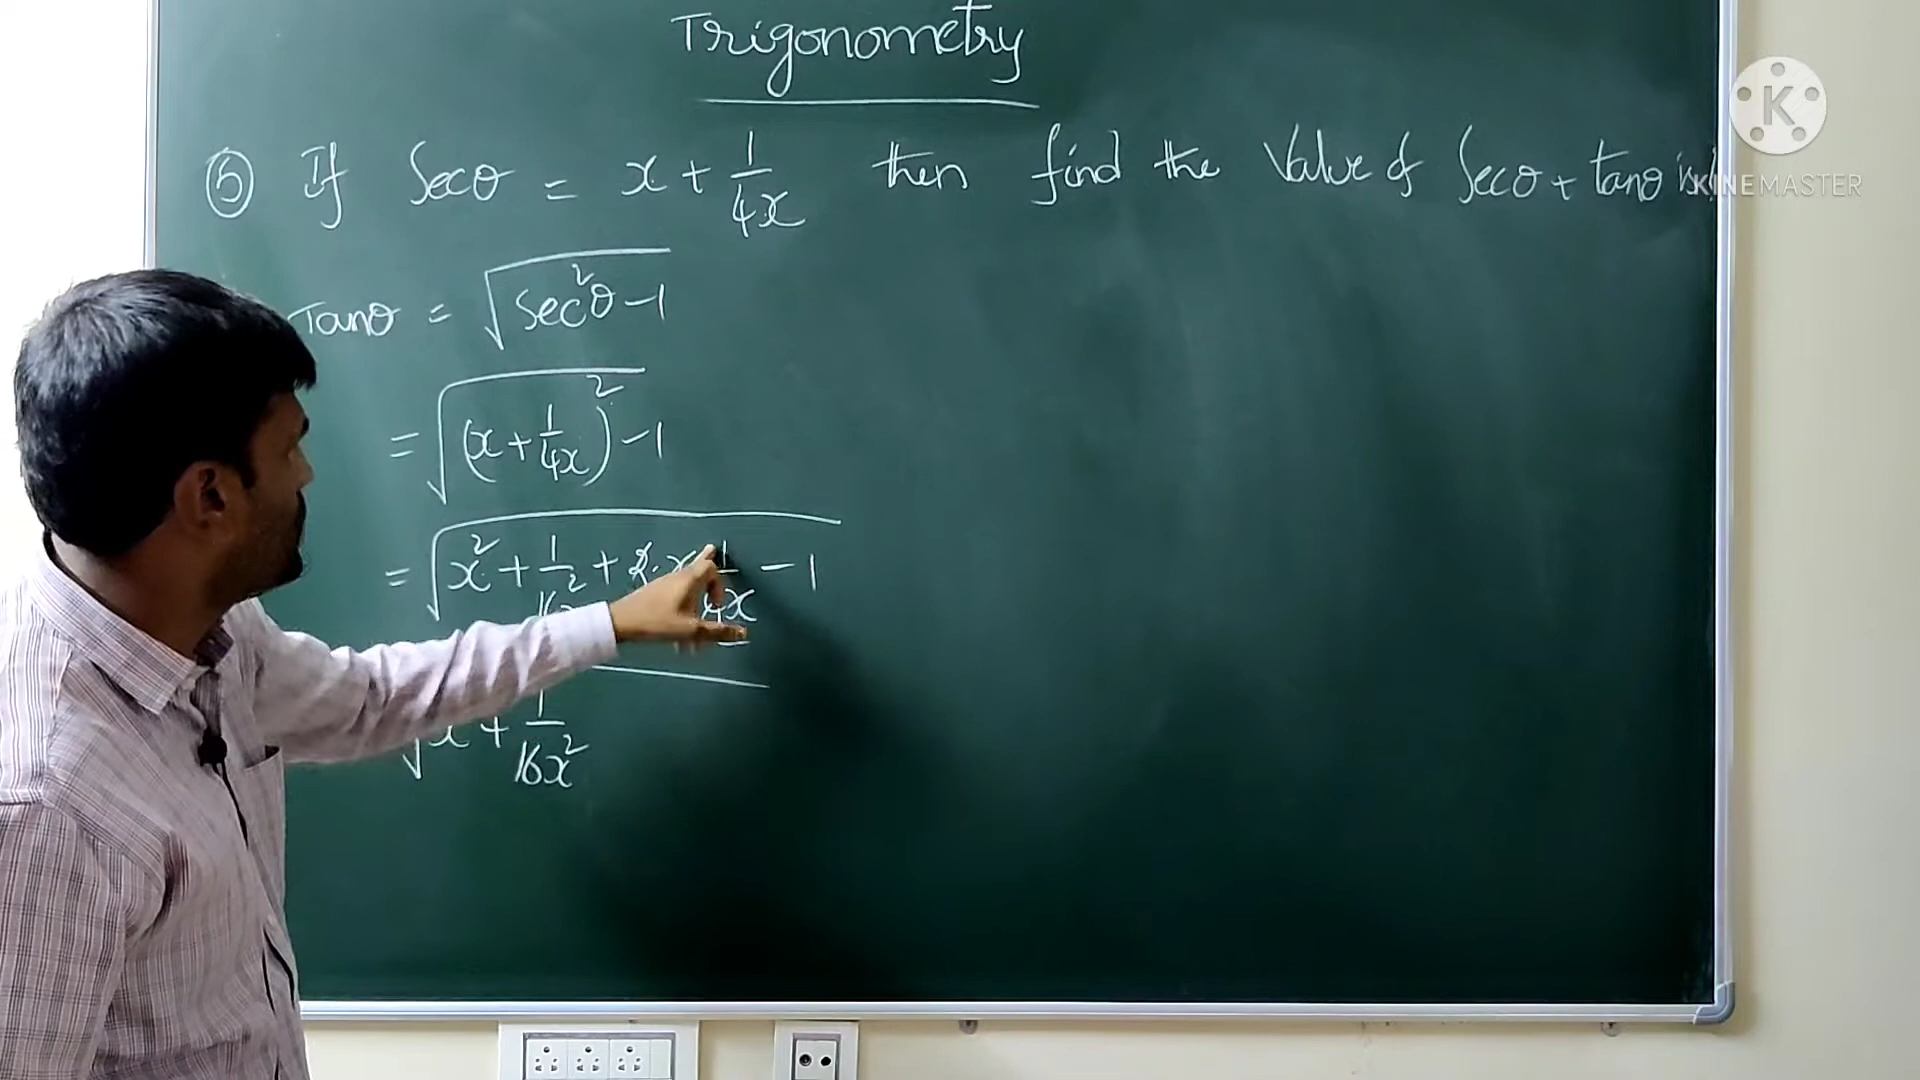 Trigonometry
⑤ If Secθ = x + 1/4x then find the Value of Secθ + tanθ is
K
KINEMASTER
Tanθ = √(Sec²θ - 1)
= √((x + 1/4x)² - 1)
= √(x² + 1/16x² + 2·x 1/4x - 1)
√(x + 1/16x²